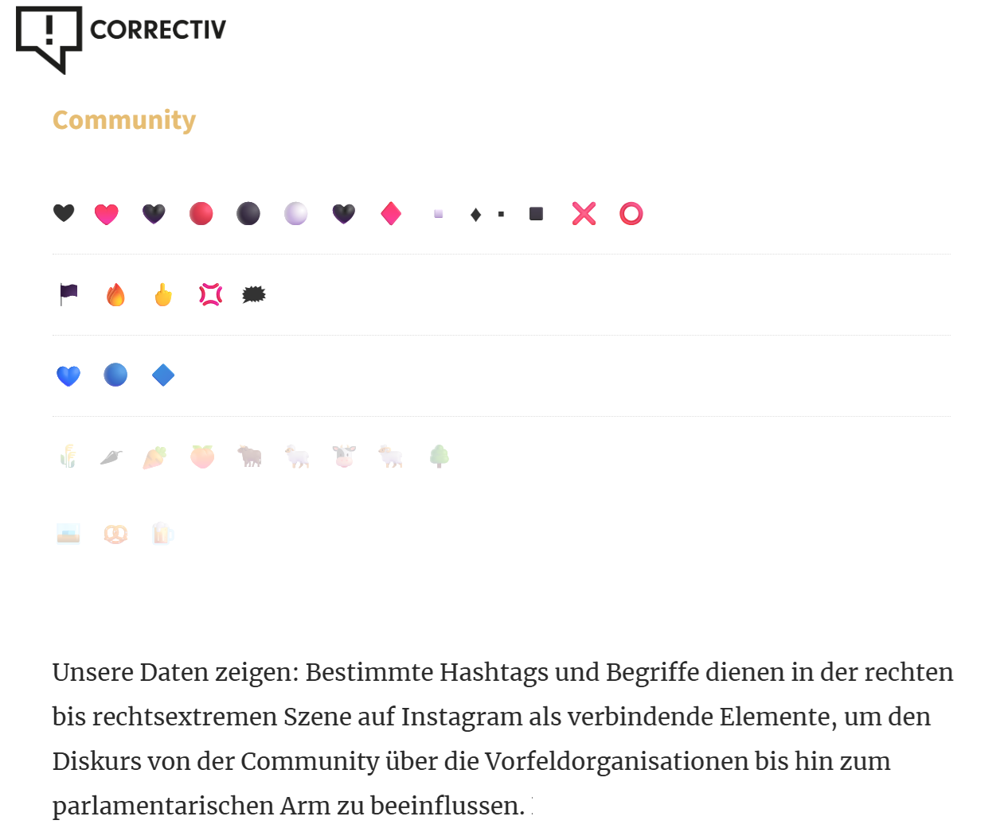 CORRECTIV
Community
Unsere Daten zeigen: Bestimmte Hashtags und Begriffe dienen in der rechten
bis rechtsextremen Szene auf Instagram als verbindende Elemente, um den
Diskurs von der Community über die Vorfeldorganisationen bis hin zum
parlamentarischen Arm zu beeinflussen.